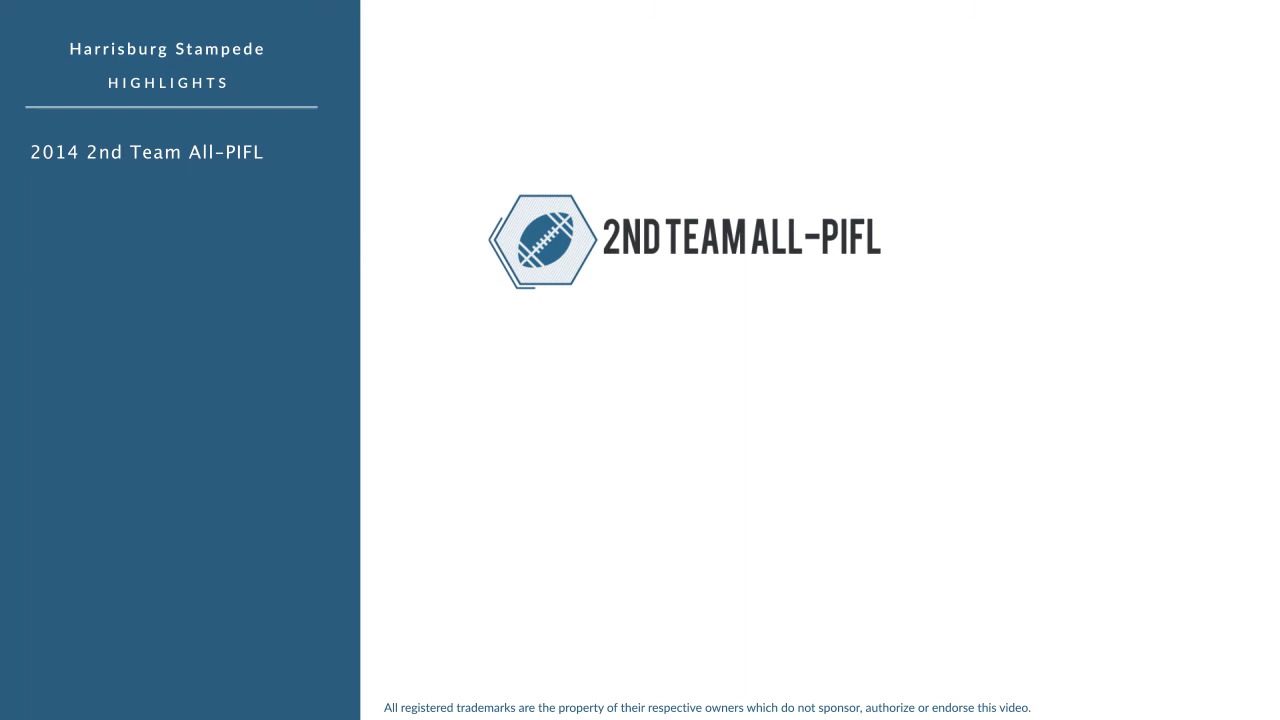 Harrisburg Stampede
HIGHLIGHTS
2014 2nd Team All-PIFL
2ND TEAM ALL-PIFL
All registered trademarks are the property of their respective owners which do not sponsor, authorize or endorse this video.